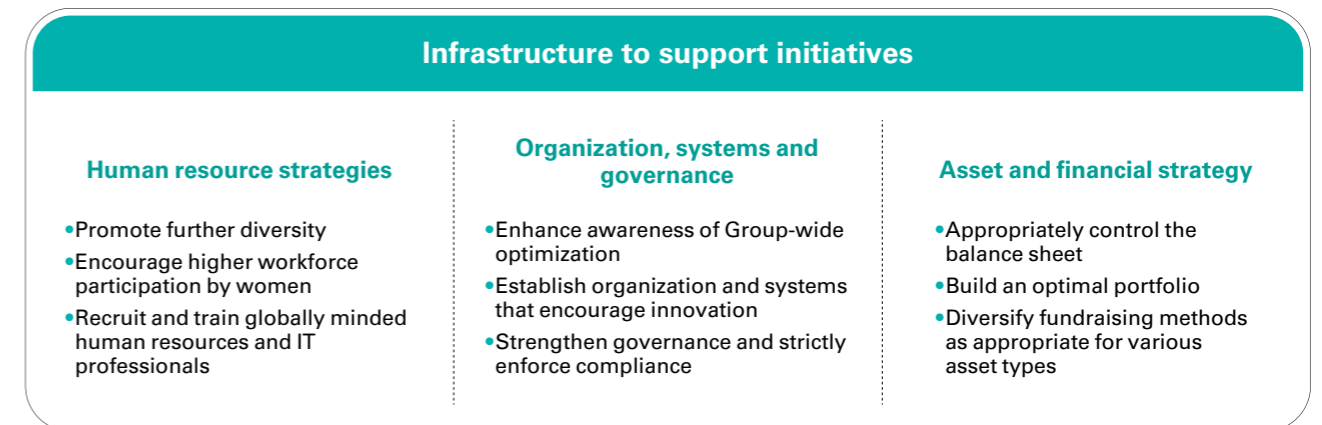 Infrastructure to support initiatives
Human resource strategies
•Promote further diversity
•Encourage higher workforce
participation by women
•Recruit and train globally minded
human resources and IT
professionals
Organization, systems and
governance
•Enhance awareness of Group-wide
optimization
•Establish organization and systems
that encourage innovation
•Strengthen governance and strictly
enforce compliance
Asset and financial strategy
•Appropriately control the
balance sheet
•Build an optimal portfolio
•Diversify fundraising methods
as appropriate for various
asset types